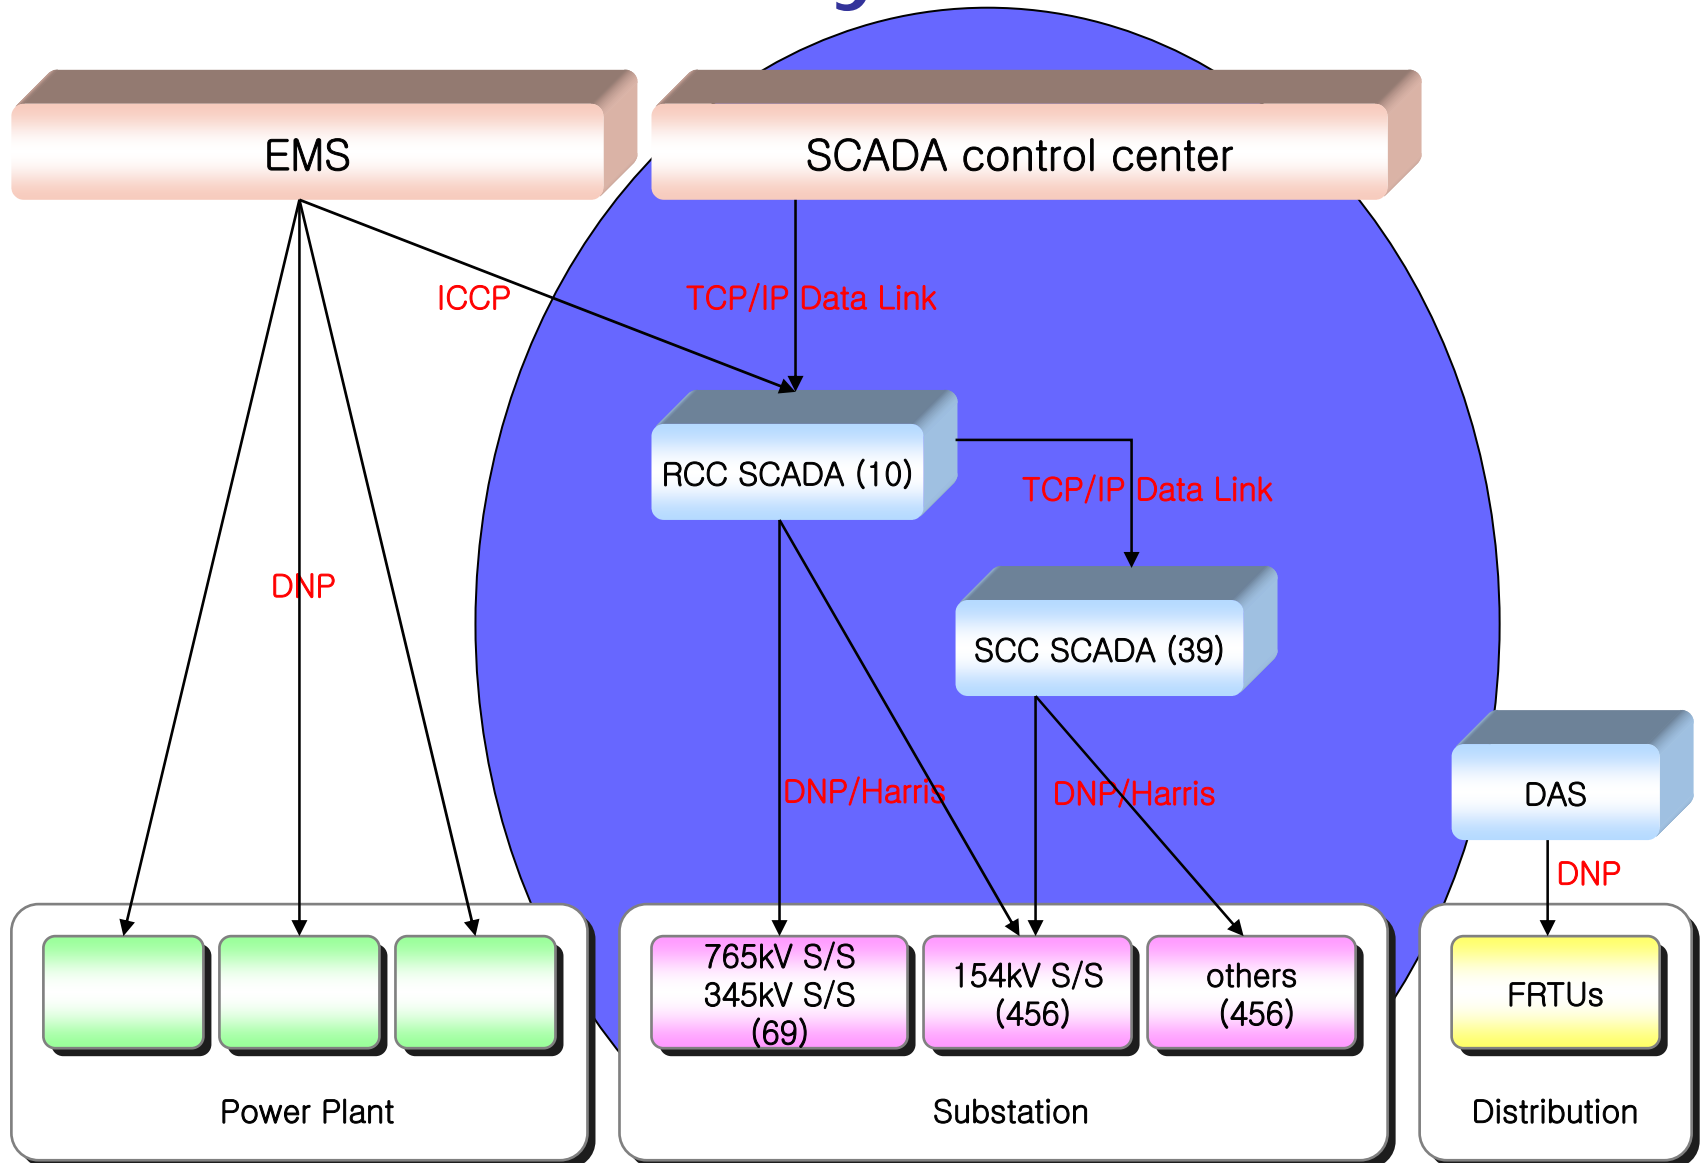 EMS
SCADA control center
ICCP
TCP/IP Data Link
RCC SCADA (10)
TCP/IP Data Link
DNP
SCC SCADA (39)
DNP/Harris
DNP/Harris
DAS
DNP
765kV S/S
345kV S/S
(69)
154kV S/S
(456)
others
(456)
FRTUs
Power Plant
Substation
Distribution